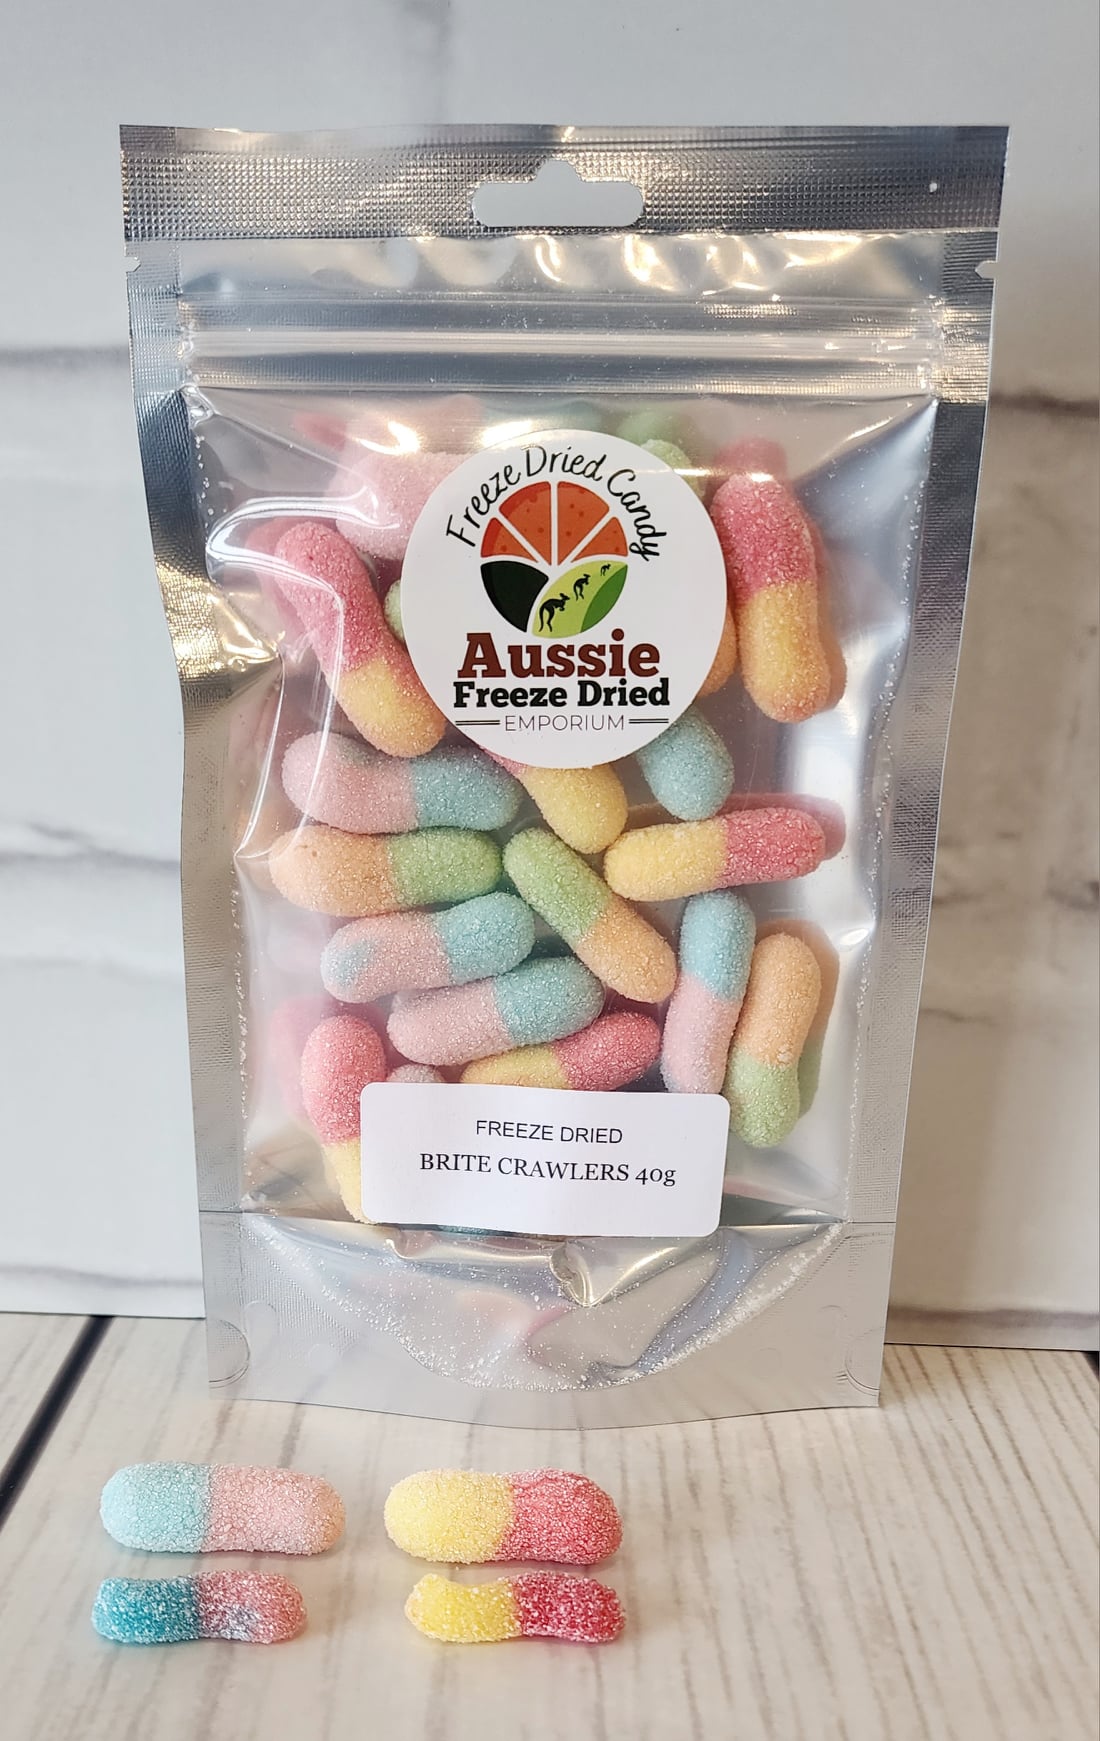 Freeze Dried Candy
Aussie
Freeze Dried
EMPORIUM
FREEZE DRIED
BRITE CRAWLERS 40g